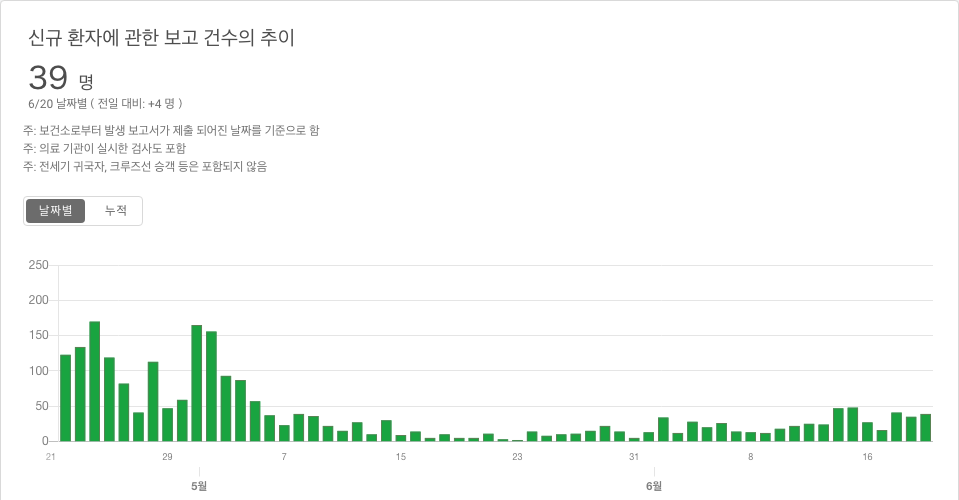 신규 환자에 관한 보고 건수의 추이
39 명
6/20 날짜별 ( 전일 대비: +4 명 )
주: 보건소로부터 발생 보고서가 제출 되어진 날짜를 기준으로 함
주: 의료 기관이 실시한 검사도 포함
주: 전세기 귀국자, 크루즈선 승객 등은 포함되지 않음
날짜별 누적
250
200
150
100
50
0
21 29 7 15 23 31 8 16
5월 6월